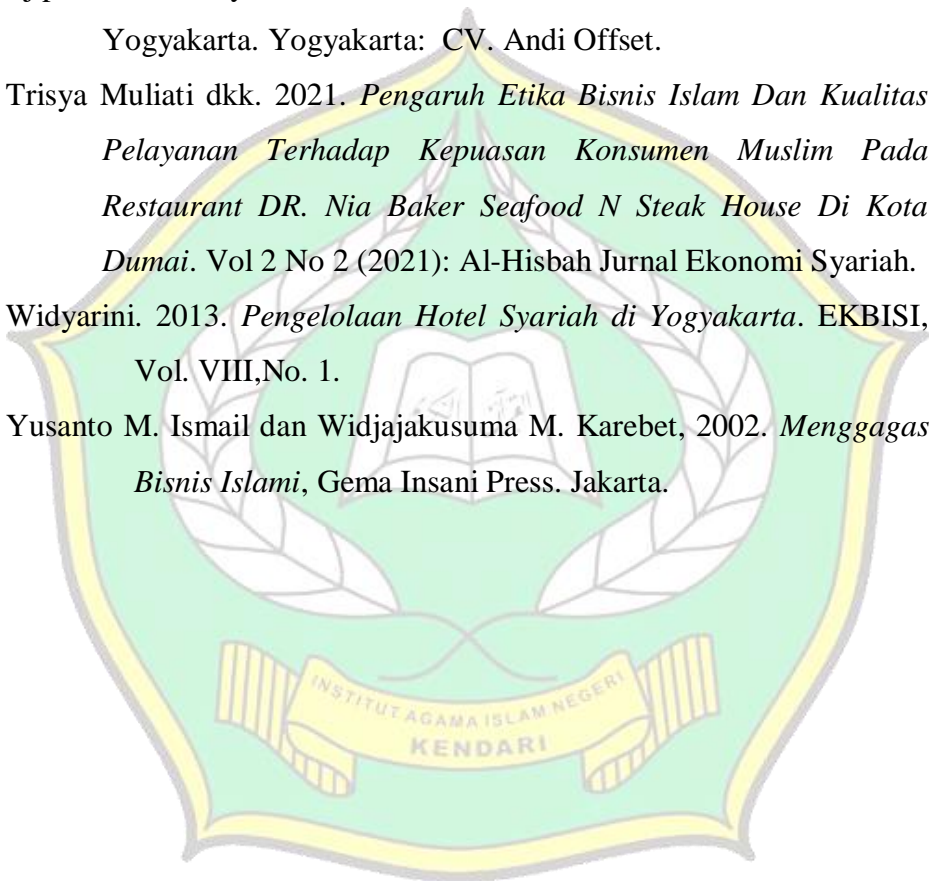 Yogyakarta. Yogyakarta:  CV. Andi Offset.
Trisya Muliati dkk. 2021. Pengaruh Etika Bisnis Islam Dan Kualitas
Pelayanan Terhadap Kepuasan Konsumen Muslim Pada
Restaurant DR. Nia Baker Seafood N Steak House Di Kota
Dumai. Vol 2 No 2 (2021): Al-Hisbah Jurnal Ekonomi Syariah.
Widyarini. 2013. Pengelolaan Hotel Syariah di Yogyakarta. EKBISI,
Vol. VIII,No. 1.
Yusanto M. Ismail dan Widjajakusuma M. Karebet, 2002. Menggagas
Bisnis Islami, Gema Insani Press. Jakarta.
INSTITUT AGAMA ISLAM NEGERI
KENDARI